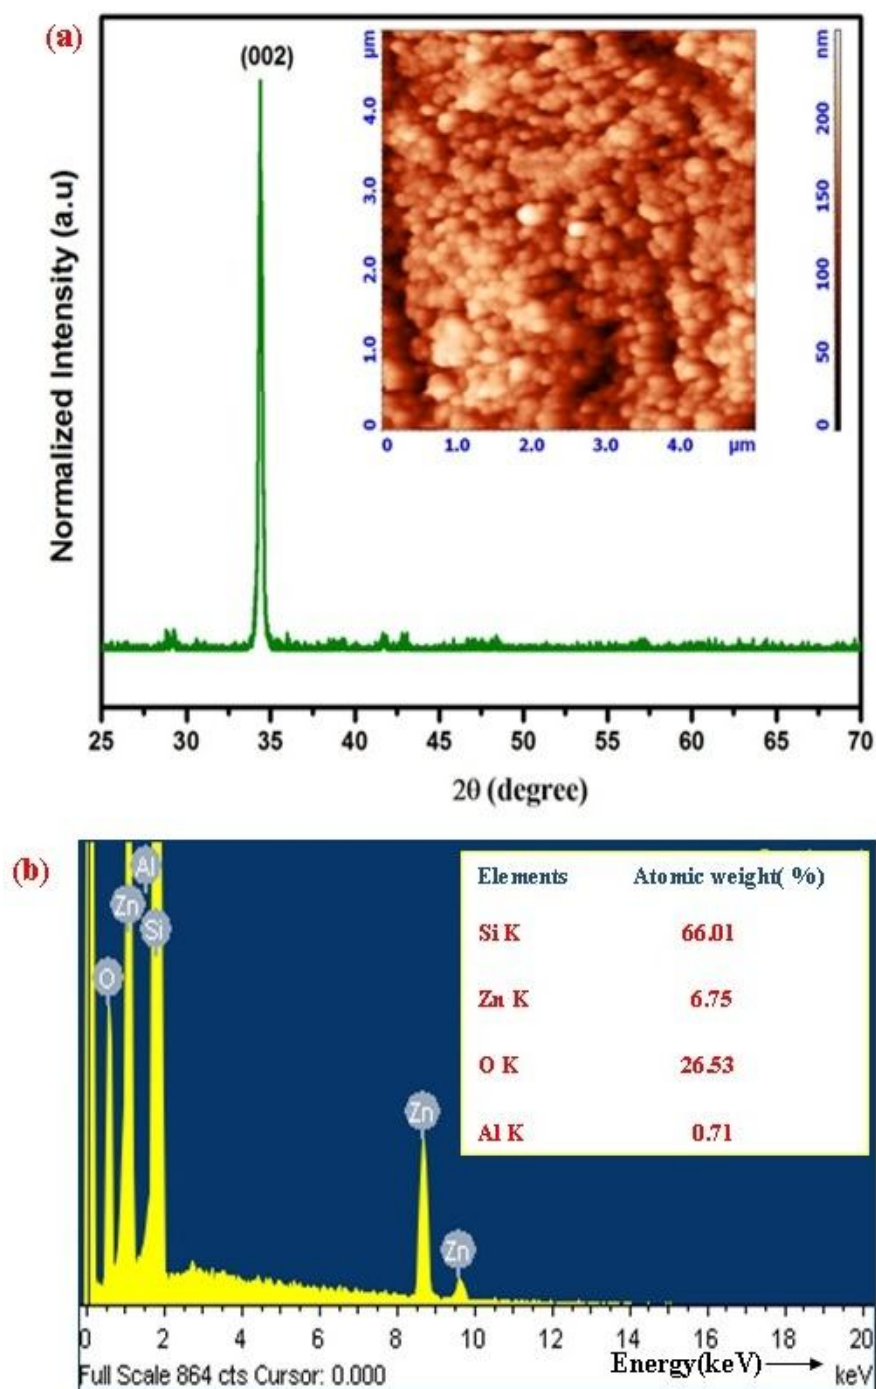 (a)
(002)
Normalized Intensity (a.u)
µm
4.0
3.0
2.0
1.0
0
0 1.0 2.0 3.0 4.0 µm
nm
200
150
100
50
0
25 30 35 40 45 50 55 60 65 70
2θ (degree)
(b)
Al
Zn
Si
O
Zn
Zn
Elements Atomic weight( %)
Si K 66.01
Zn K 6.75
O K 26.53
Al K 0.71
0 2 4 6 8 10 12 14 16 18 20
Full Scale 864 cts Cursor: 0.000 Energy(keV) keV